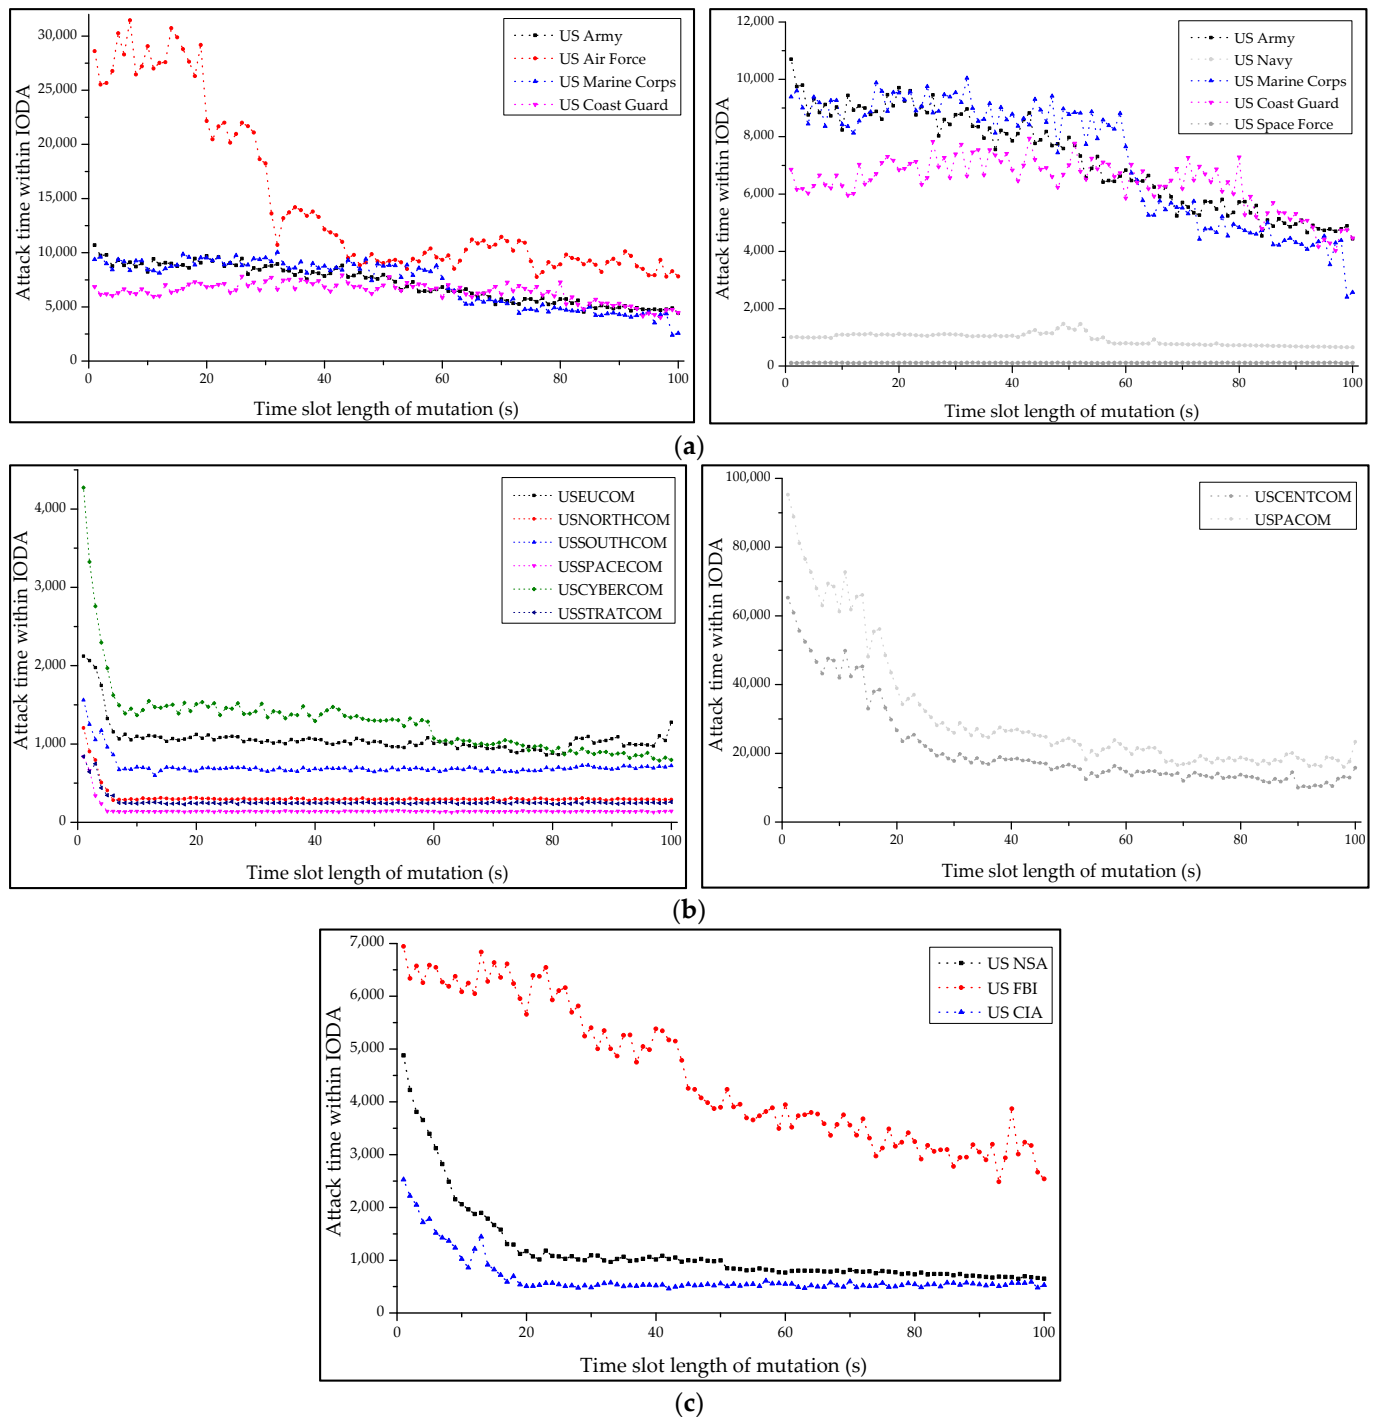 30,000
25,000
20,000
15,000
10,000
5,000
0
Attack time within IODA
US Army
US Air Force
US Marine Corps
US Coast Guard
0 20 40 60 80 100
Time slot length of mutation (s)
12,000
10,000
8,000
6,000
4,000
2,000
0
Attack time within IODA
US Army
US Navy
US Marine Corps
US Coast Guard
US Space Force
0 20 40 60 80 100
Time slot length of mutation (s)
(a)
4,000
3,000
2,000
1,000
0
Attack time within IODA
USEUCOM
USNORTHCOM
USSOUTHCOM
USSPACECOM
USCYBERCOM
USSTRATCOM
0 20 40 60 80 100
Time slot length of mutation (s)
100,000
80,000
60,000
40,000
20,000
0
Attack time within IODA
USCENTCOM
USPACOM
0 20 40 60 80 100
Time slot length of mutation (s)
(b)
7,000
6,000
5,000
4,000
3,000
2,000
1,000
0
Attack time within IODA
US NSA
US FBI
US CIA
0 20 40 60 80 100
Time slot length of mutation (s)
(c)